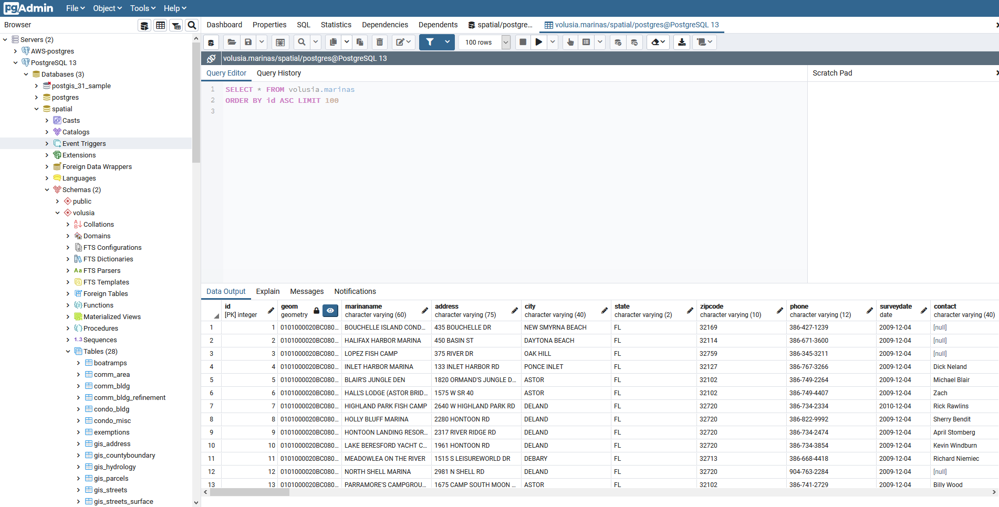 pgAdmin File Object Tools Help
Browser
Dashboard Properties SQL Statistics Dependencies Dependents spatial/postgre... volusia.marinas/spatial/postgres@PostgreSQL 13
100 rows
volusia.marinas/spatial/postgres@PostgreSQL 13
Servers (2)
AWS-postgres
PostgreSQL 13
Databases (3)
postgis_31_sample
postgres
spatial
Casts
Catalogs
Event Triggers
Extensions
Foreign Data Wrappers
Languages
Schemas (2)
public
volusia
Collations
Domains
FTS Configurations
FTS Dictionaries
Aa FTS Parsers
FTS Templates
Foreign Tables
Functions
Materialized Views
Procedures
1..3 Sequences
Tables (28)
boatramps
comm_area
comm_bldg
comm_bldg_refinement
condo_bldg
condo_misc
exemptions
gis_address
gis_countyboundary
gis_hydrology
gis_parcels
gis_streets
gis_streets_surface
Query Editor Query History
Scratch Pad
1 SELECT * FROM volusia.marinas
2 ORDER BY id ASC LIMIT 100
3
Data Output Explain Messages Notifications
id geom marinaname address city state zipcode phone surveydate contact
[PK] integer geometry character varying (60) character varying (75) character varying (40) character varying (2) character varying (10) character varying (12) date character varying (40)
1 1 0101000020BC080... BOUCHELLE ISLAND COND... 435 BOUCHELLE DR NEW SMYRNA BEACH FL 32169 386-427-1239 2009-12-04 [null]
2 2 0101000020BC080... HALIFAX HARBOR MARINA 450 BASIN ST DAYTONA BEACH FL 32114 386-671-3600 2009-12-04 [null]
3 3 0101000020BC080... LOPEZ FISH CAMP 375 RIVER DR OAK HILL FL 32759 386-345-3211 2009-12-04 [null]
4 4 0101000020BC080... INLET HARBOR MARINA 133 INLET HARBOR RD PONCE INLET FL 32127 386-767-3266 2009-12-04 Dick Neland
5 5 0101000020BC080... BLAIR'S JUNGLE DEN 1820 ORMAND'S JUNGLE D... ASTOR FL 32102 386-749-2264 2009-12-04 Michael Blair
6 6 0101000020BC080... HALL'S LODGE (ASTOR BRID... 1575 W SR 40 ASTOR FL 32102 386-749-4407 2009-12-04 Zach
7 7 0101000020BC080... HIGHLAND PARK FISH CAMP 2640 W HIGHLAND PARK RD DELAND FL 32720 386-734-2334 2010-12-04 Rick Rawlins
8 8 0101000020BC080... HOLLY BLUFF MARINA 2280 HONTOON RD DELAND FL 32720 386-822-9992 2009-12-04 Sherry Bendit
9 9 0101000020BC080... HONTOON LANDING RESOR... 2317 RIVER RIDGE RD DELAND FL 32720 386-734-2474 2009-12-04 April Stomberg
10 10 0101000020BC080... LAKE BERESFORD YACHT C... 1961 HONTOON RD DELAND FL 32720 386-734-3854 2009-12-04 Kevin Windburn
11 11 0101000020BC080... MEADOWLEA ON THE RIVER 1515 S LEISUREWORLD DR DEBARY FL 32713 386-668-4418 2009-12-04 Richard Niemiec
12 12 0101000020BC080... NORTH SHELL MARINA 2981 N SHELL RD DELAND FL 32720 904-763-2284 2009-12-04 [null]
13 13 0101000020BC080... PARRAMORE'S CAMPGROU... 1675 CAMP SOUTH MOON ... ASTOR FL 32102 386-741-2729 2009-12-04 Billy Wood